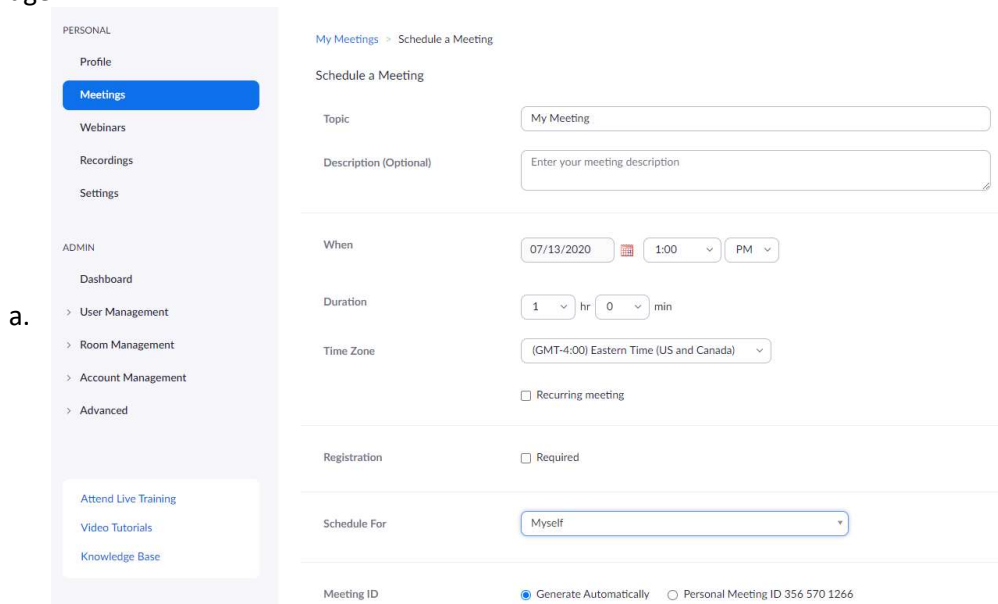 PERSONAL
Profile
Meetings
Webinars
Recordings
Settings
ADMIN
Dashboard
a.
> User Management
> Room Management
> Account Management
> Advanced
Attend Live Training
Video Tutorials
Knowledge Base
My Meetings > Schedule a Meeting
Schedule a Meeting
Topic My Meeting
Description (Optional) Enter your meeting description
When 07/13/2020 1:00 PM
Duration 1 hr 0 min
Time Zone (GMT-4:00) Eastern Time (US and Canada)
Recurring meeting
Registration Required
Schedule For Myself
Meeting ID Generate Automatically Personal Meeting ID 356 570 1266